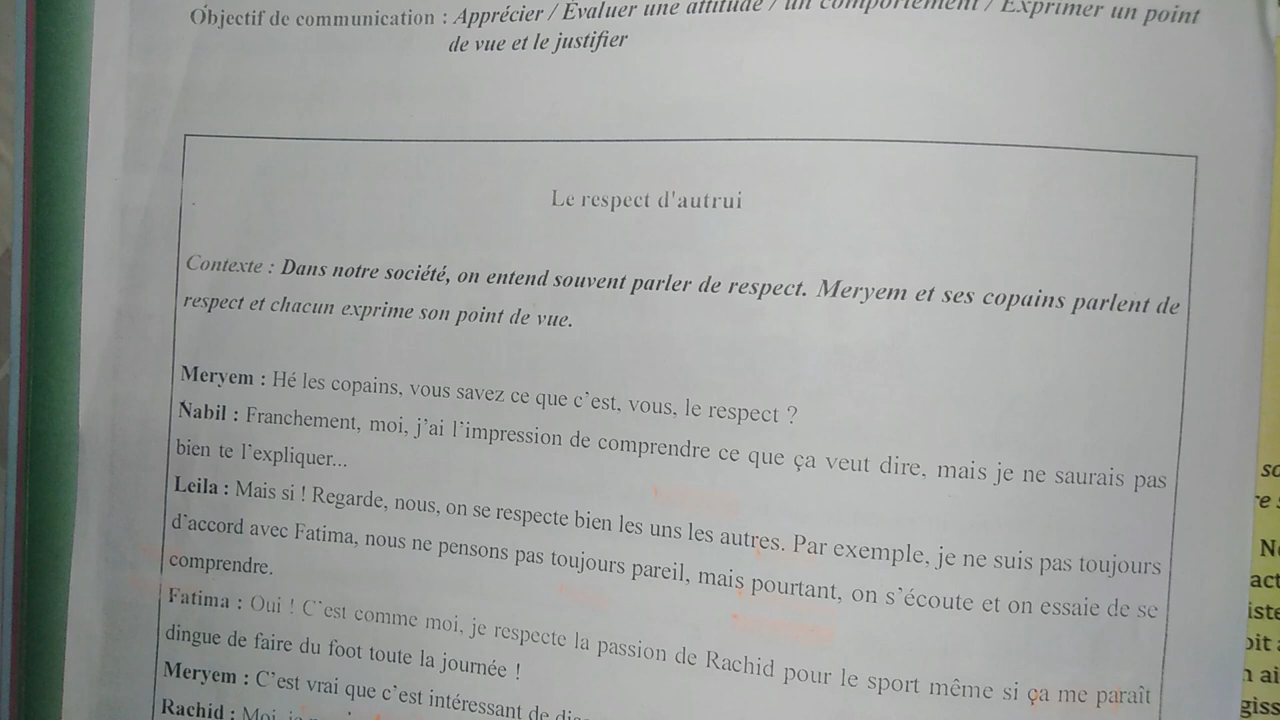 Objectif de communication : Apprécier / Évaluer une attitude / un comportement / Exprimer un point
de vue et le justifier
Le respect d'autrui
Contexte : Dans notre société, on entend souvent parler de respect. Meryem et ses copains parlent de
respect et chacun exprime son point de vue.
Meryem : Hé les copains, vous savez ce que c'est, vous, le respect ?
Nabil : Franchement, moi, j'ai l'impression de comprendre ce que ça veut dire, mais je ne saurais pas
bien te l'expliquer...
Leila : Mais si ! Regarde, nous, on se respecte bien les uns les autres. Par exemple, je ne suis pas toujours
d'accord avec Fatima, nous ne pensons pas toujours pareil, mais pourtant, on s'écoute et on essaie de se
comprendre.
Fatima : Oui ! C'est comme moi, je respecte la passion de Rachid pour le sport même si ça me paraît
dingue de faire du foot toute la journée !
Meryem : C'est vrai que c'est intéressant de
Rachid : Moi, je